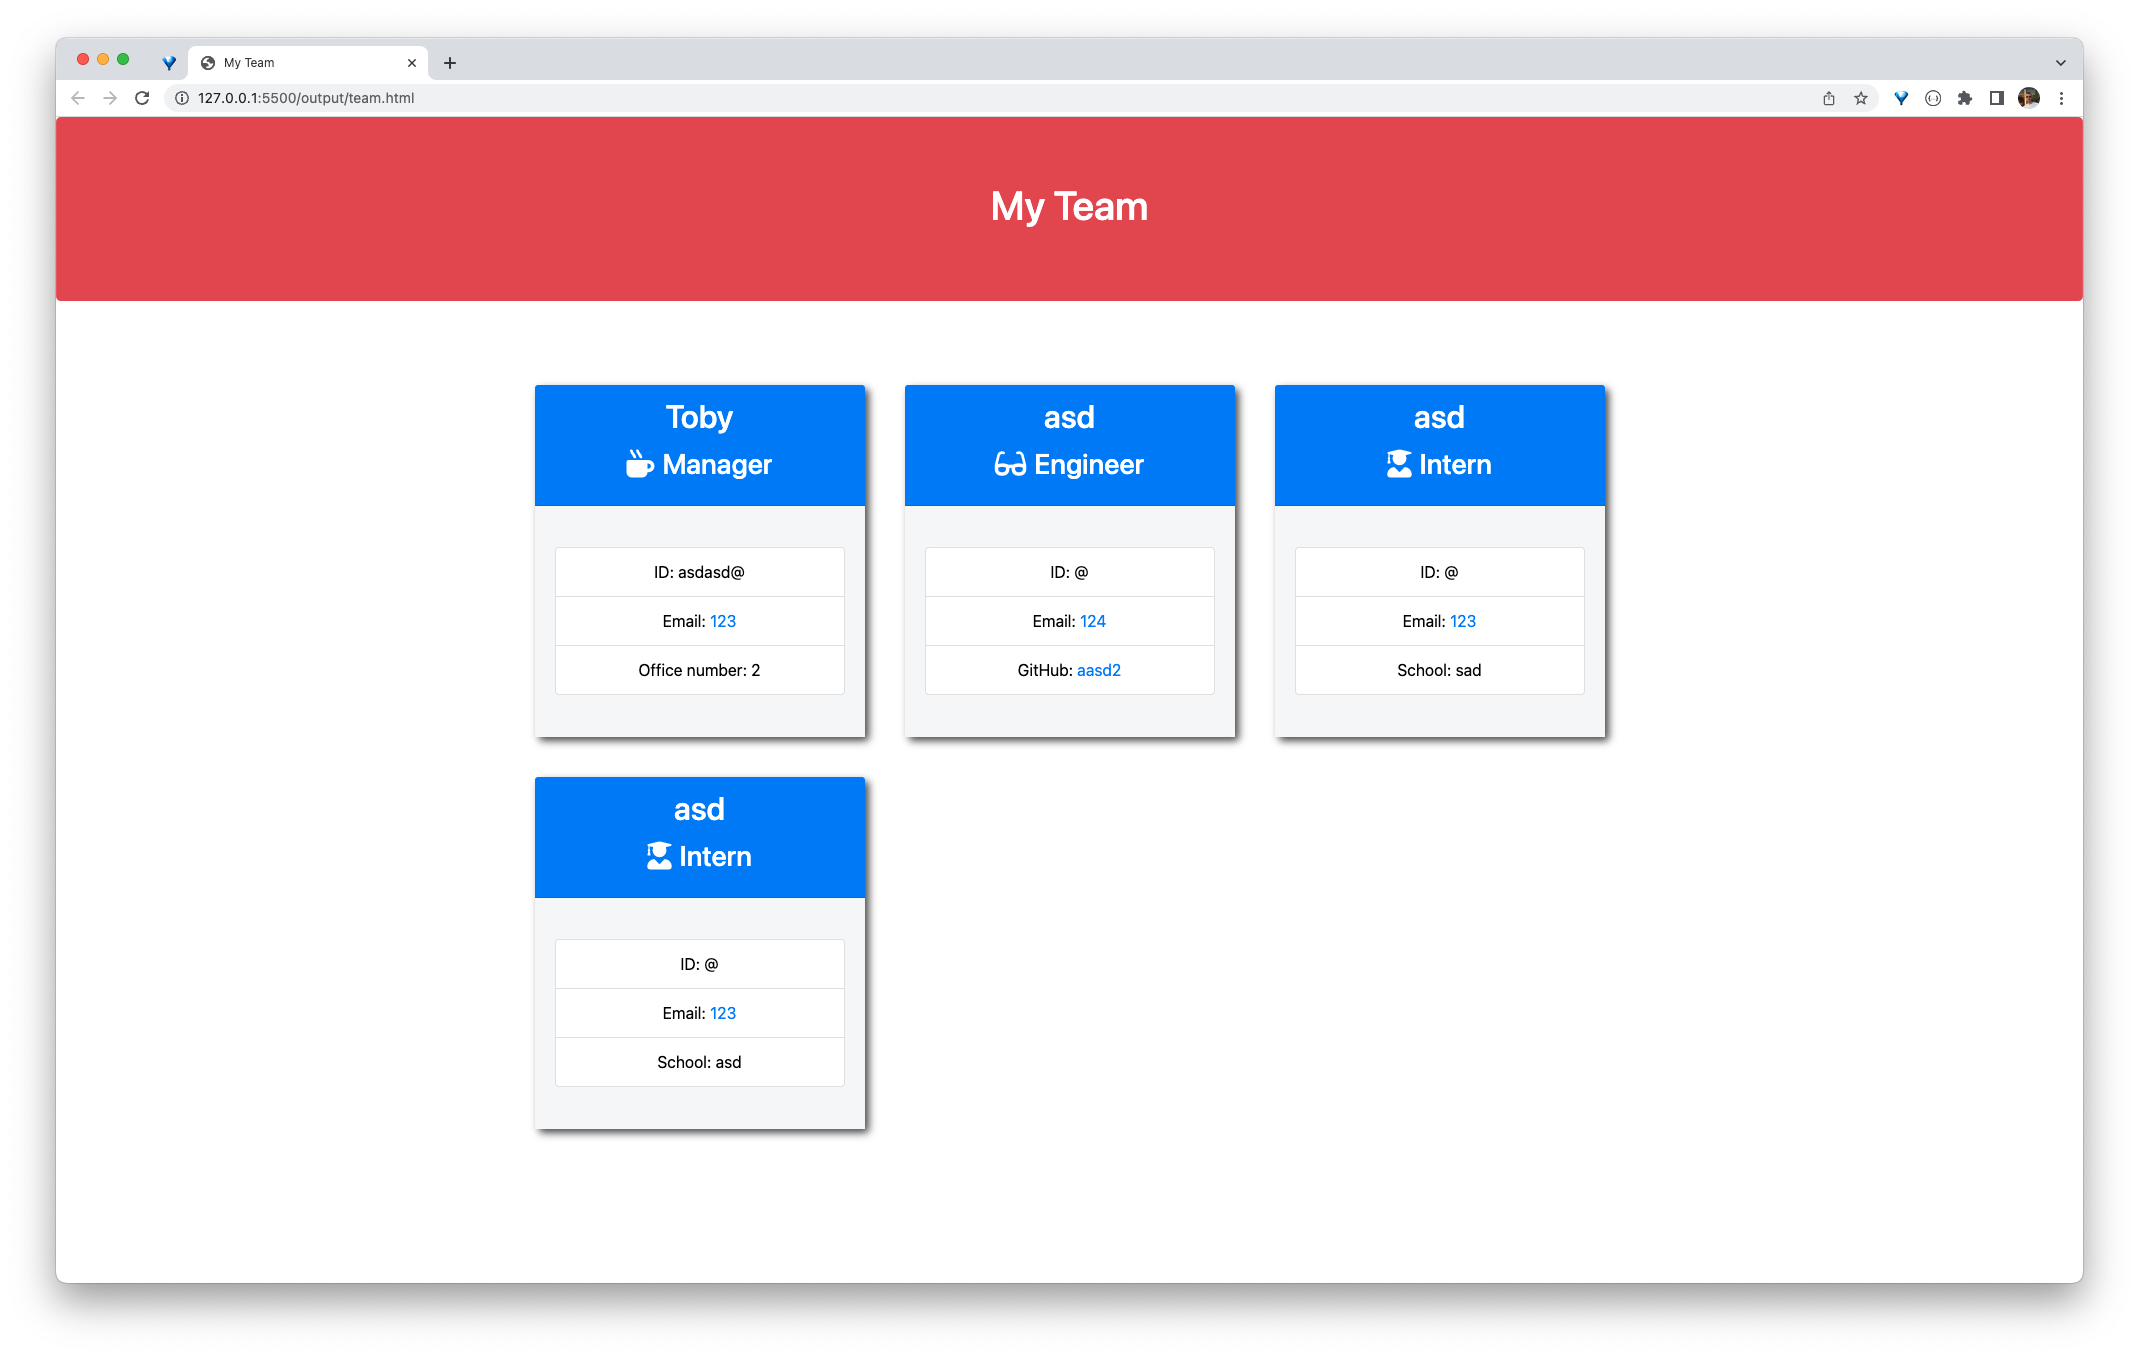 My Team
127.0.0.1:5500/output/team.html
My Team
Toby
Manager
ID: asdasd@
Email: 123
Office number: 2
asd
Engineer
ID: @
Email: 124
GitHub: aasd2
asd
Intern
ID: @
Email: 123
School: sad
asd
Intern
ID: @
Email: 123
School: asd